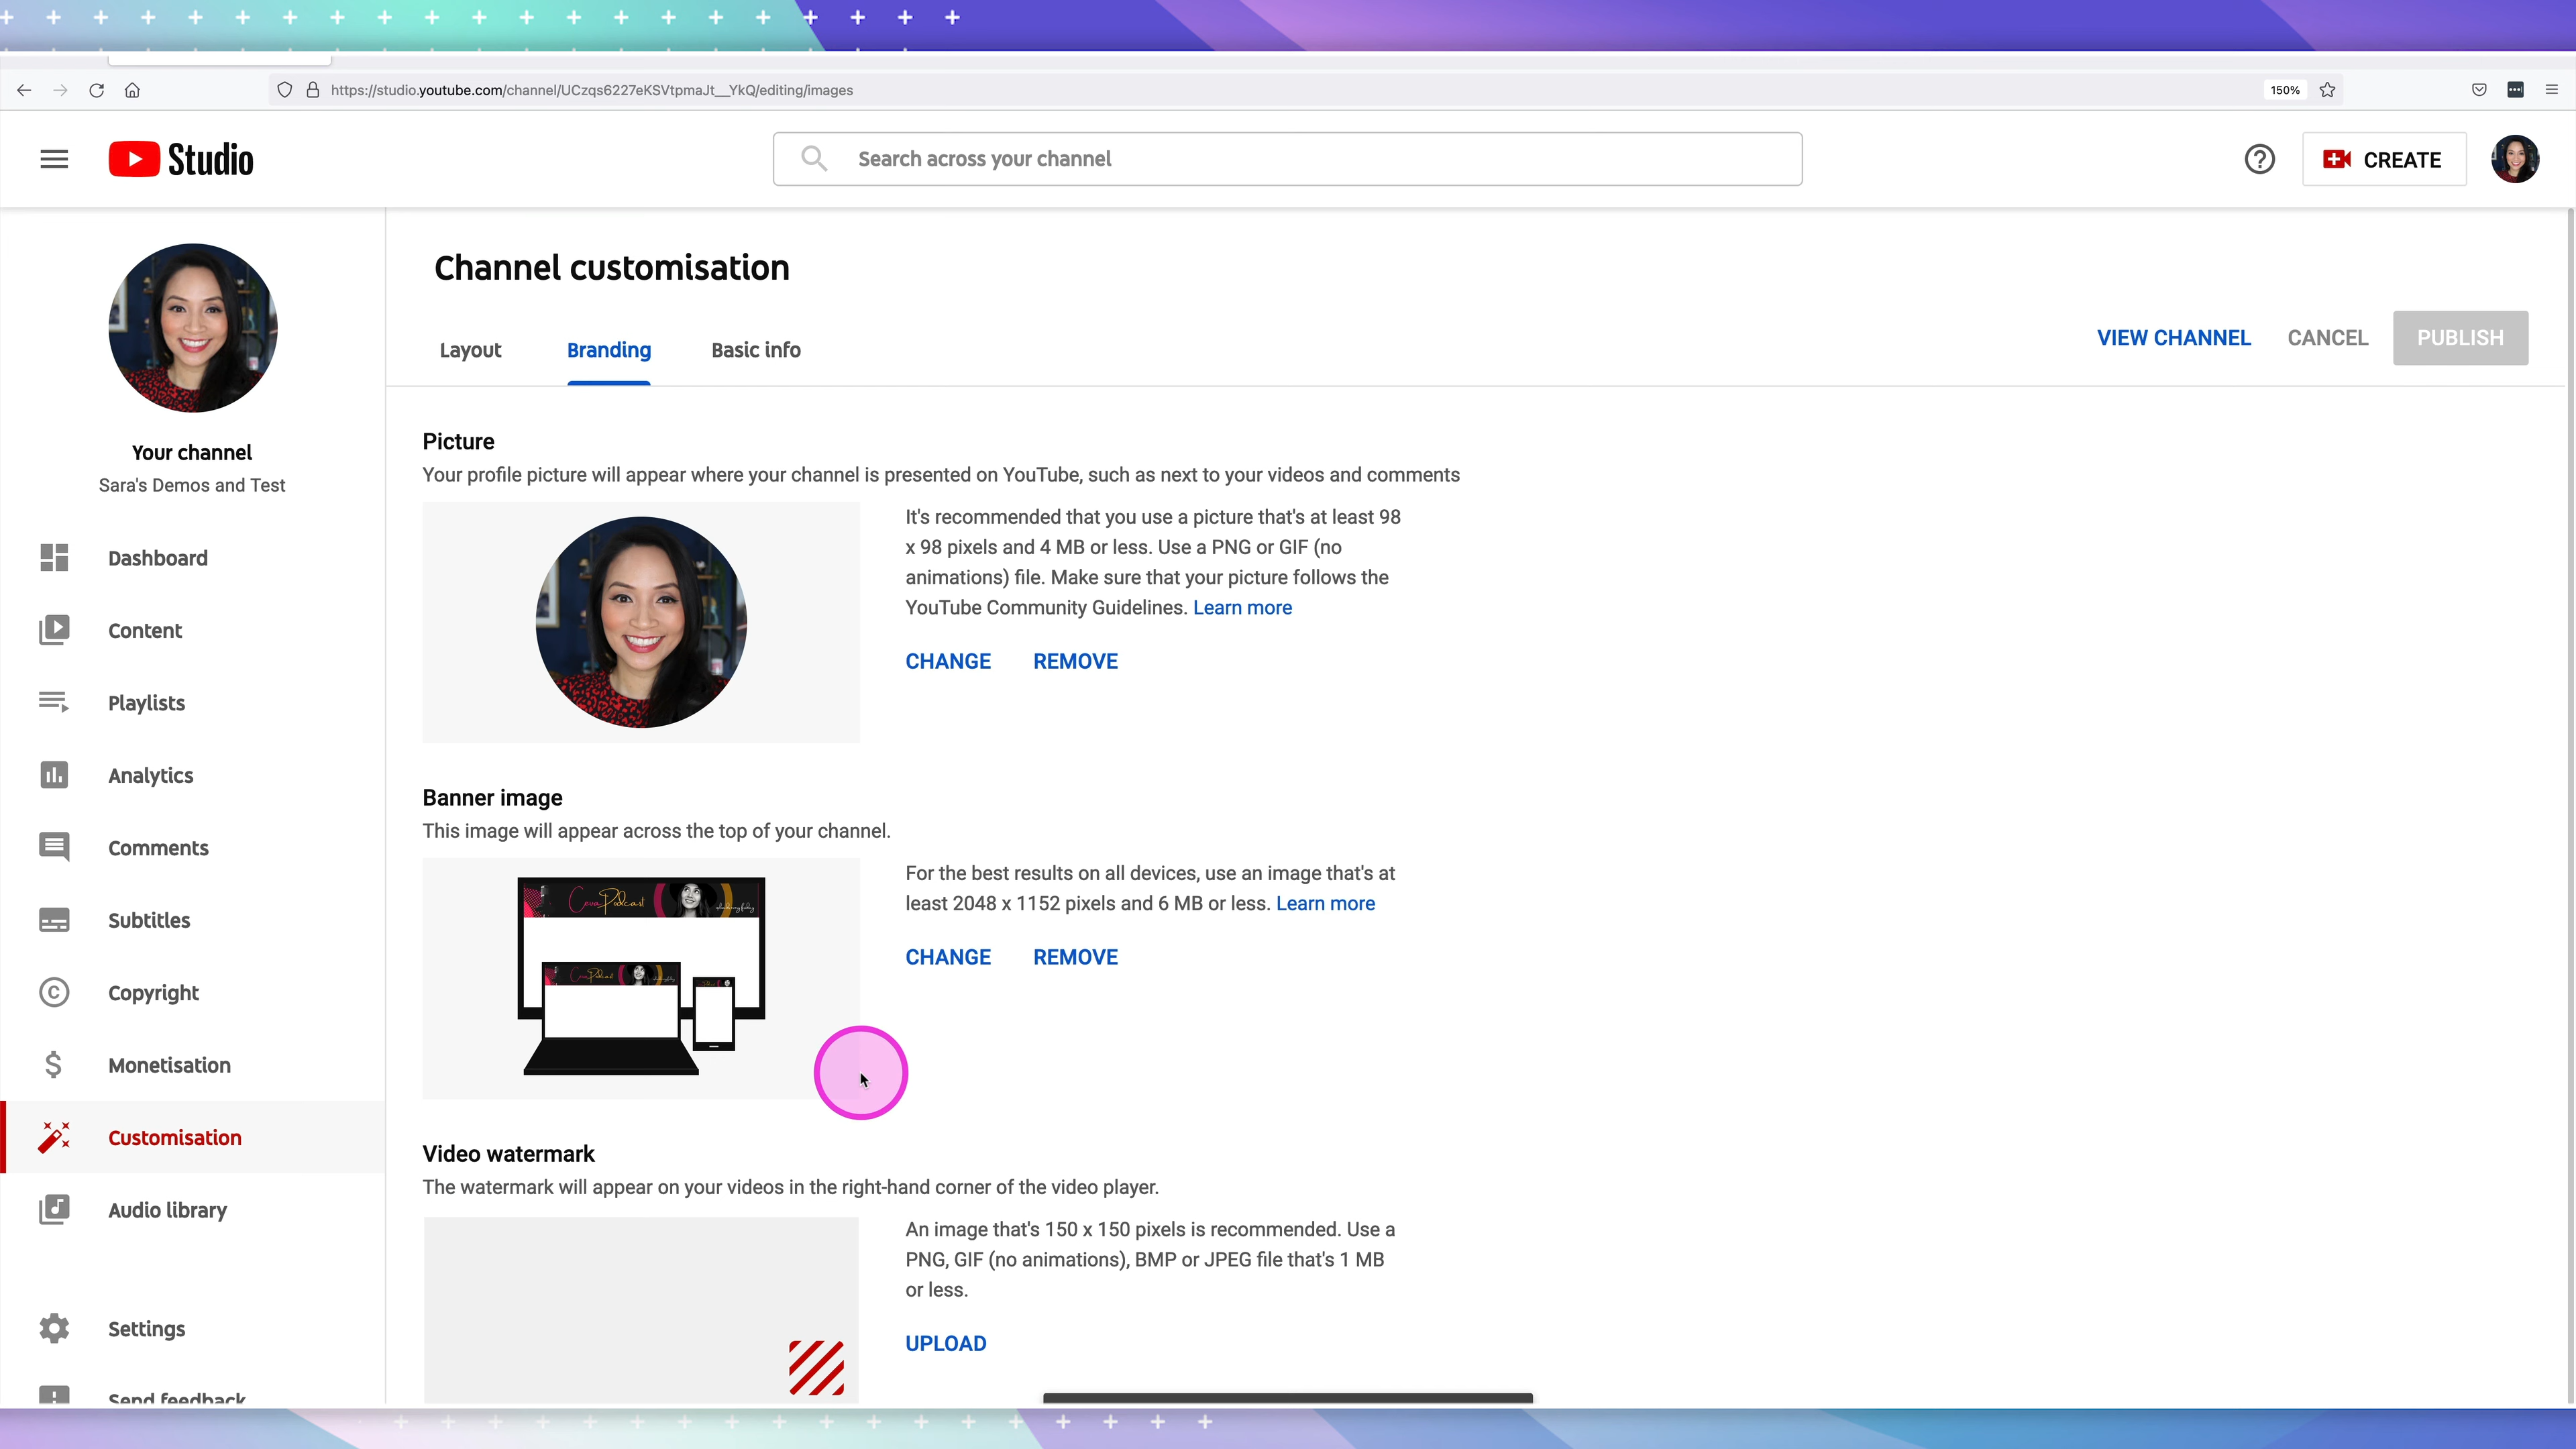 https://studio.youtube.com/channel/UCzqs6227eKSVtpmaJt__YkQ/editing/images
150%
Studio
Search across your channel
CREATE
Your channel
Sara's Demos and Test
Dashboard
Content
Playlists
Analytics
Comments
Subtitles
Copyright
Monetisation
Customisation
Audio library
Settings
Send feedback
Channel customisation
Layout
Branding
Basic info
VIEW CHANNEL
CANCEL
PUBLISH
Picture
Your profile picture will appear where your channel is presented on YouTube, such as next to your videos and comments
It's recommended that you use a picture that's at least 98
x 98 pixels and 4 MB or less. Use a PNG or GIF (no
animations) file. Make sure that your picture follows the
YouTube Community Guidelines. Learn more
CHANGE
REMOVE
Banner image
This image will appear across the top of your channel.
For the best results on all devices, use an image that's at
least 2048 x 1152 pixels and 6 MB or less. Learn more
CHANGE
REMOVE
Video watermark
The watermark will appear on your videos in the right-hand corner of the video player.
An image that's 150 x 150 pixels is recommended. Use a
PNG, GIF (no animations), BMP or JPEG file that's 1 MB
or less.
UPLOAD